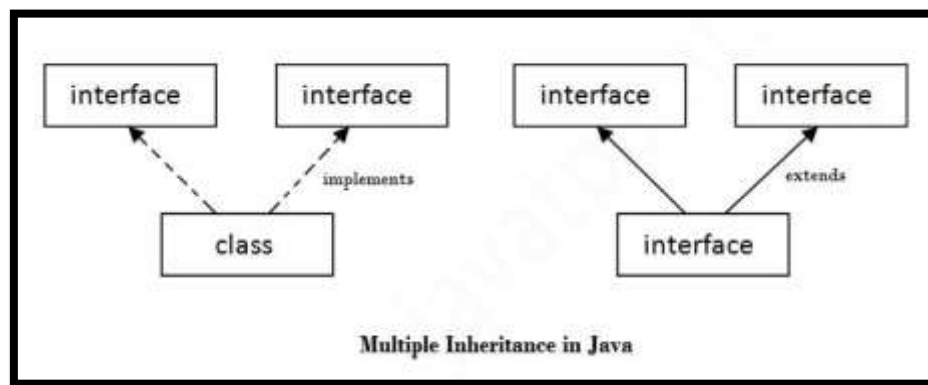 interface interface interface interface
implements extends
class interface
Multiple Inheritance in Java